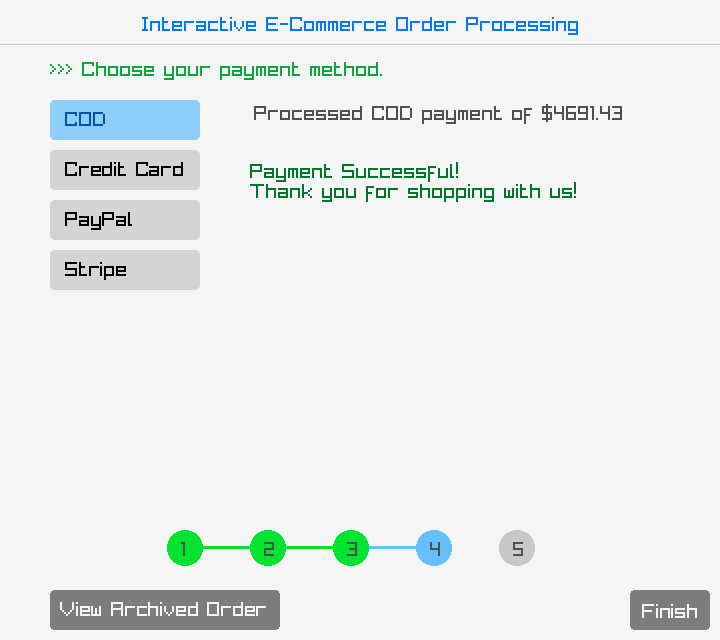 Interactive E-Commerce Order Processing
>>> Choose your payment method.
COD
Processed COD payment of $4691.43
Credit Card
Payment Successful!
Thank you for shopping with us!
PayPal
Stripe
1 2 3 4 5
View Archived Order
Finish